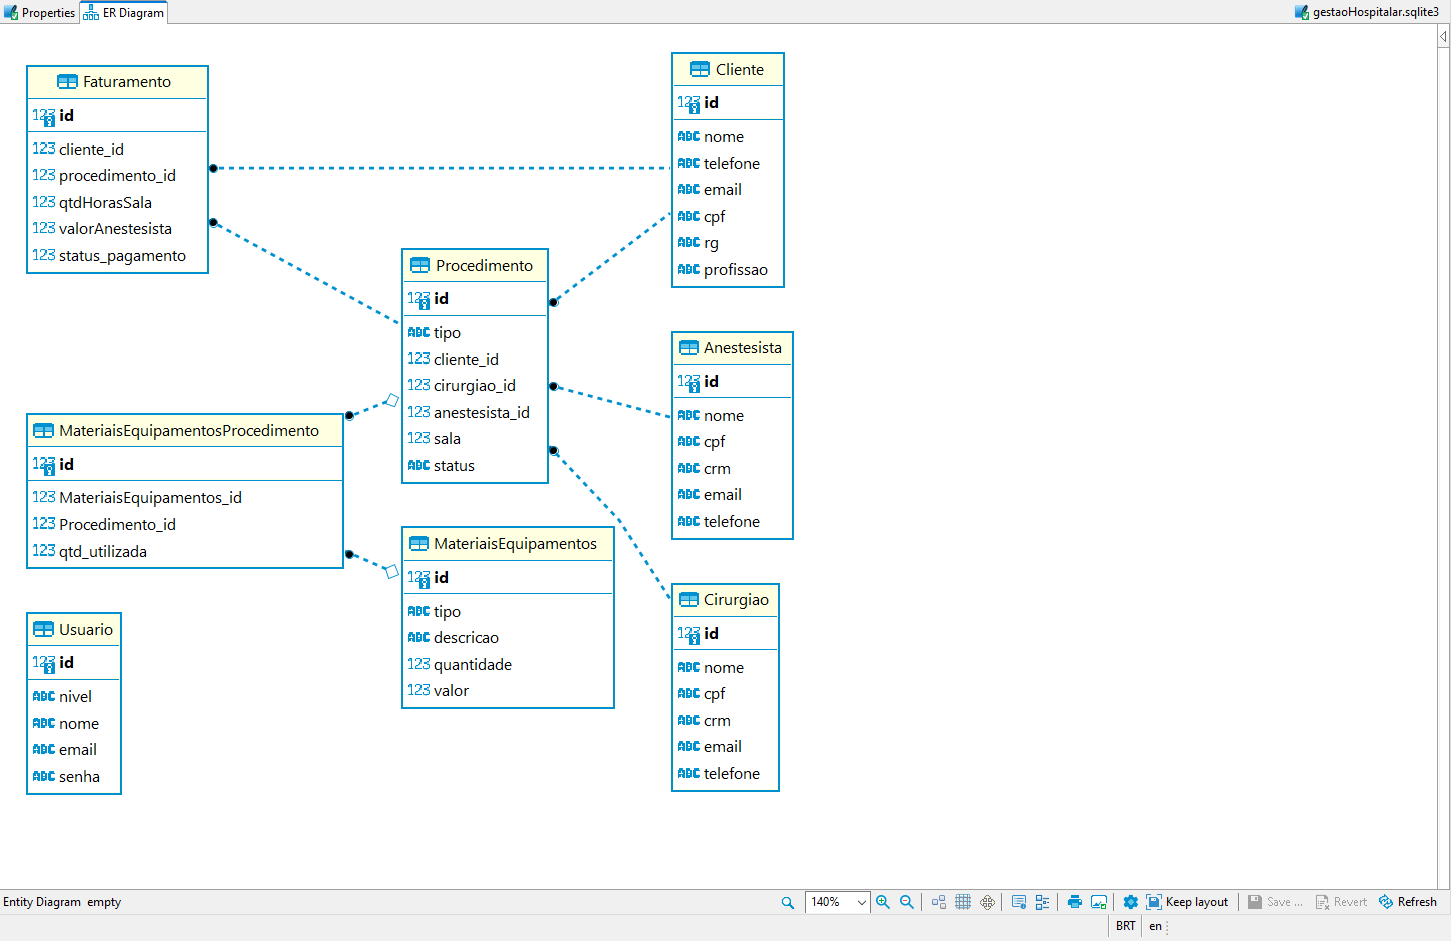 Properties
ER Diagram
gestaoHospitalar.sqlite3
Faturamento
123 id
123 cliente_id
123 procedimento_id
123 qtdHorasSala
123 valorAnestesista
123 status_pagamento
Cliente
123 id
ABC nome
ABC telefone
ABC email
ABC cpf
ABC rg
ABC profissao
Procedimento
123 id
ABC tipo
123 cliente_id
123 cirurgiao_id
123 anestesista_id
123 sala
ABC status
Anestesista
123 id
ABC nome
ABC cpf
ABC crm
ABC email
ABC telefone
MateriaisEquipamentosProcedimento
123 id
123 MateriaisEquipamentos_id
123 Procedimento_id
123 qtd_utilizada
MateriaisEquipamentos
123 id
ABC tipo
ABC descricao
123 quantidade
123 valor
Cirurgiao
123 id
ABC nome
ABC cpf
ABC crm
ABC email
ABC telefone
Usuario
123 id
ABC nivel
ABC nome
ABC email
ABC senha
Entity Diagram empty
140%
Keep layout
Save ...
Revert
Refresh
BRT
en